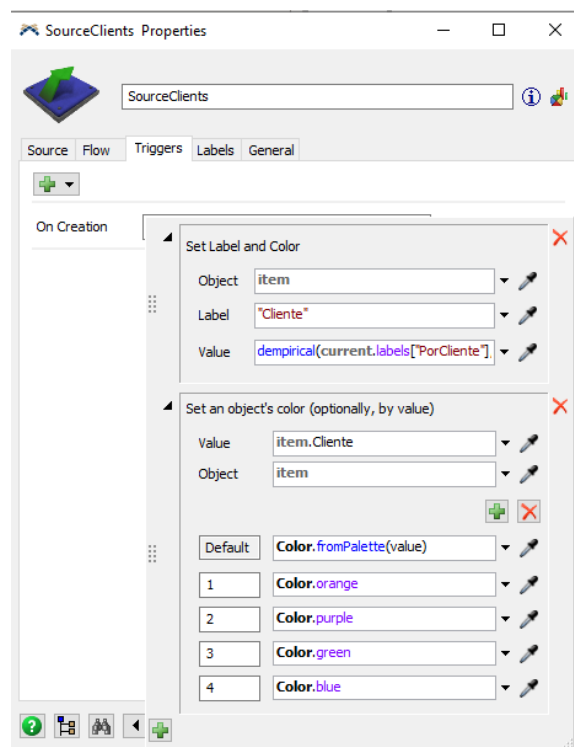 SourceClients Properties
SourceClients
Source Flow Triggers Labels General
On Creation
Set Label and Color
Object item
Label "Cliente"
Value dempirical(current.labels["PorCliente"],
Set an object's color (optionally, by value)
Value item.Cliente
Object item
Default Color.fromPalette(value)
1 Color.orange
2 Color.purple
3 Color.green
4 Color.blue